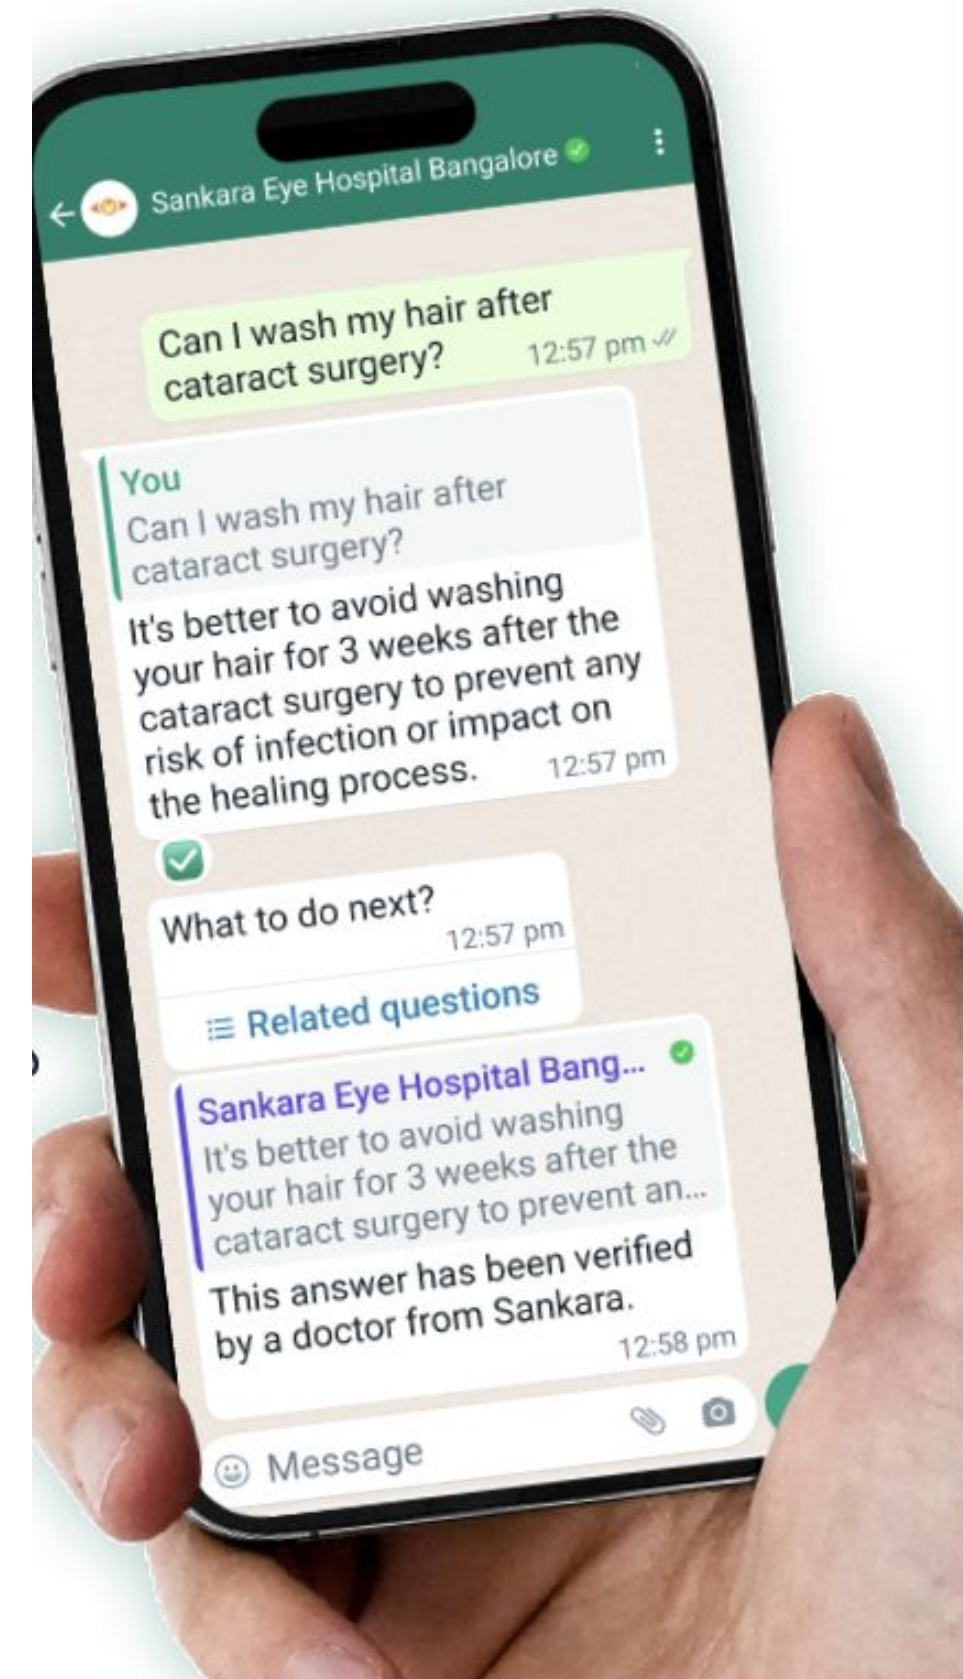 Sankara Eye Hospital Bangalore
Can I wash my hair after
cataract surgery?
12:57 pm
You
Can I wash my hair after
cataract surgery?
It's better to avoid washing
your hair for 3 weeks after the
cataract surgery to prevent any
risk of infection or impact on
the healing process.
12:57 pm
What to do next?
12:57 pm
Related questions
Sankara Eye Hospital Bang...
It's better to avoid washing
your hair for 3 weeks after the
cataract surgery to prevent an...
This answer has been verified
by a doctor from Sankara.
12:58 pm
Message